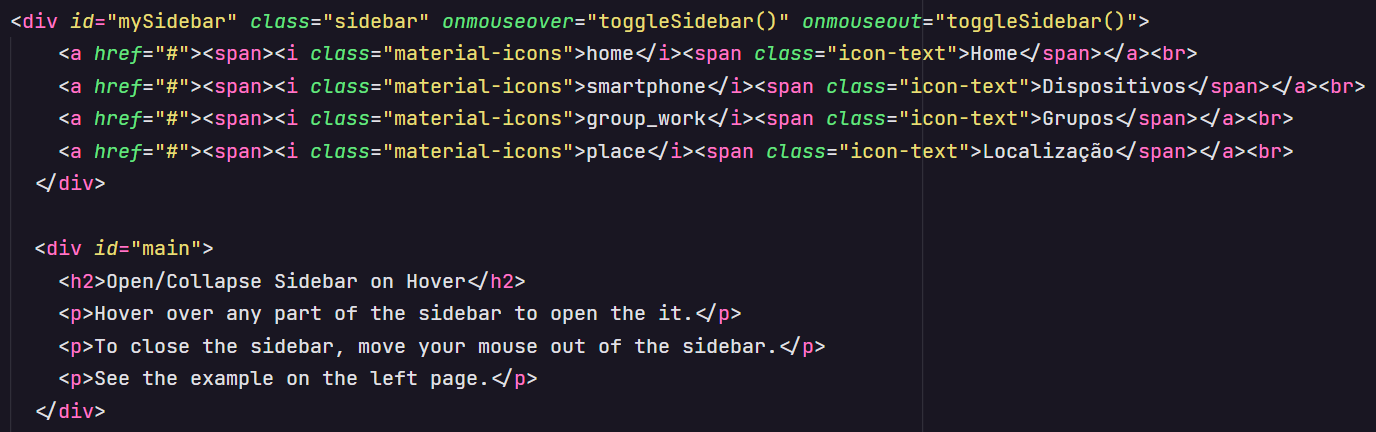 <div id="mySidebar" class="sidebar" onmouseover="toggleSidebar()" onmouseout="toggleSidebar()">
<a href="#"><span><i class="material-icons">home</i><span class="icon-text">Home</span></a><br>
<a href="#"><span><i class="material-icons">smartphone</i><span class="icon-text">Dispositivos</span></a><br>
<a href="#"><span><i class="material-icons">group_work</i><span class="icon-text">Grupos</span></a><br>
<a href="#"><span><i class="material-icons">place</i><span class="icon-text">Localização</span></a><br>
</div>
<div id="main">
<h2>Open/Collapse Sidebar on Hover</h2>
<p>Hover over any part of the sidebar to open the it.</p>
<p>To close the sidebar, move your mouse out of the sidebar.</p>
<p>See the example on the left page.</p>
</div>